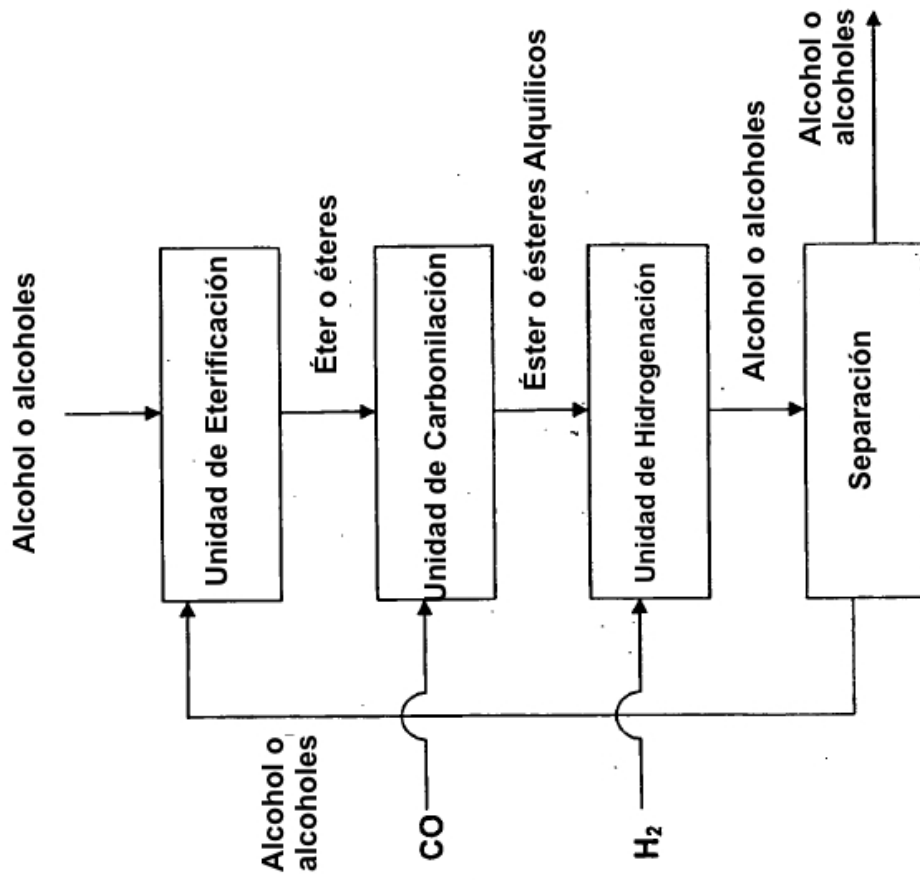 Alcohol o alcoholes
Unidad de Eterificación
Éter o éteres
Unidad de Carbonilación
Éster o ésteres Alquílicos
Unidad de Hidrogenación
Alcohol o alcoholes
Separación
Alcohol o
alcoholes
Alcohol o
alcoholes
CO
H₂